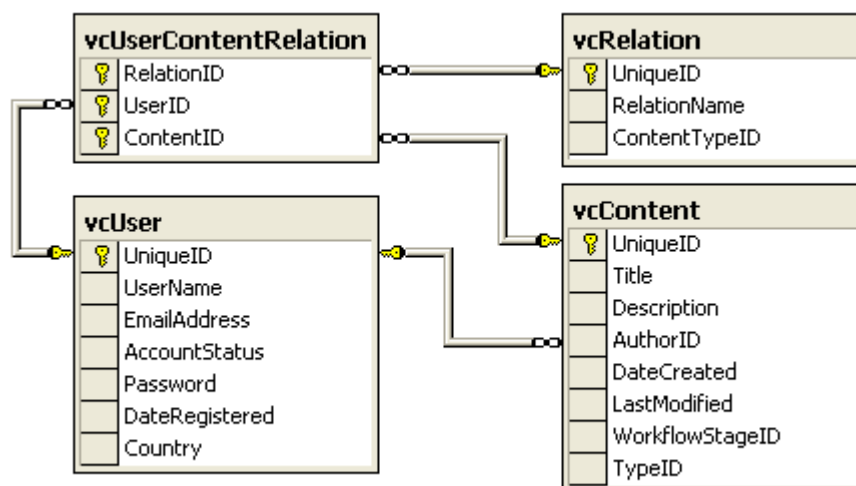 vcUserContentRelation
RelationID
UserID
ContentID
vcRelation
UniqueID
RelationName
ContentTypeID
vcUser
UniqueID
UserName
EmailAddress
AccountStatus
Password
DateRegistered
Country
vcContent
UniqueID
Title
Description
AuthorID
DateCreated
LastModified
WorkflowStageID
TypeID